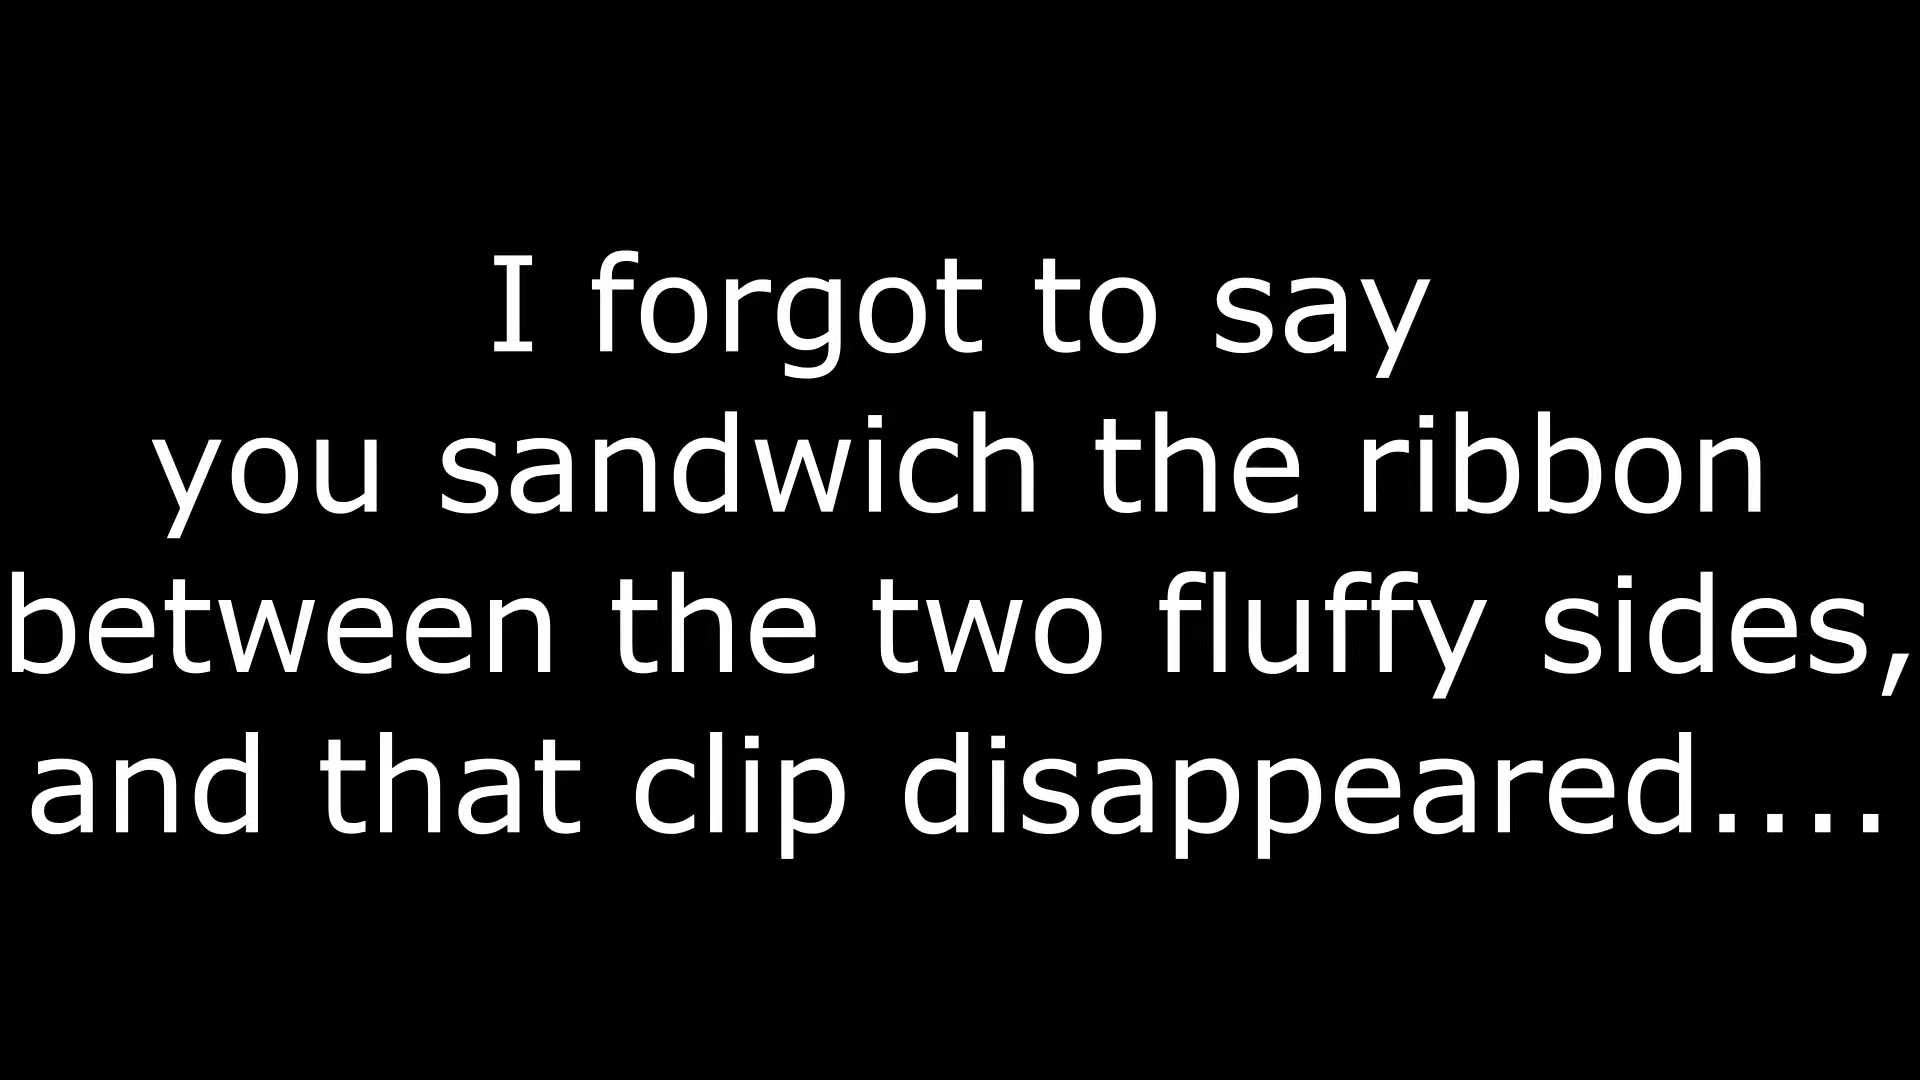 I forgot to say
you sandwich the ribbon
between the two fluffy sides,
and that clip disappeared....